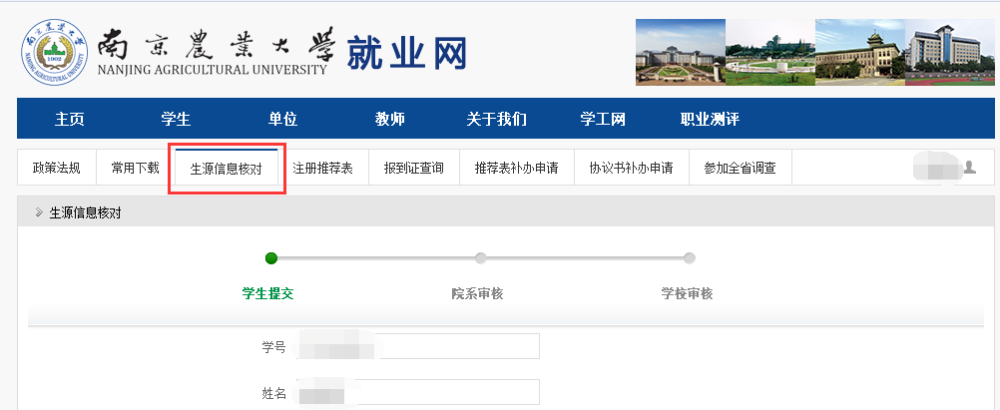 南京農業大學 就业网
NANJING AGRICULTURAL UNIVERSITY
1902
主页 学生 单位 教师 关于我们 学工网 职业测评
政策法规 常用下载 生源信息核对 注册推荐表 报到证查询 推荐表补办申请 协议书补办申请 参加全省调查
生源信息核对
学生提交 院系审核 学校审核
学号
姓名